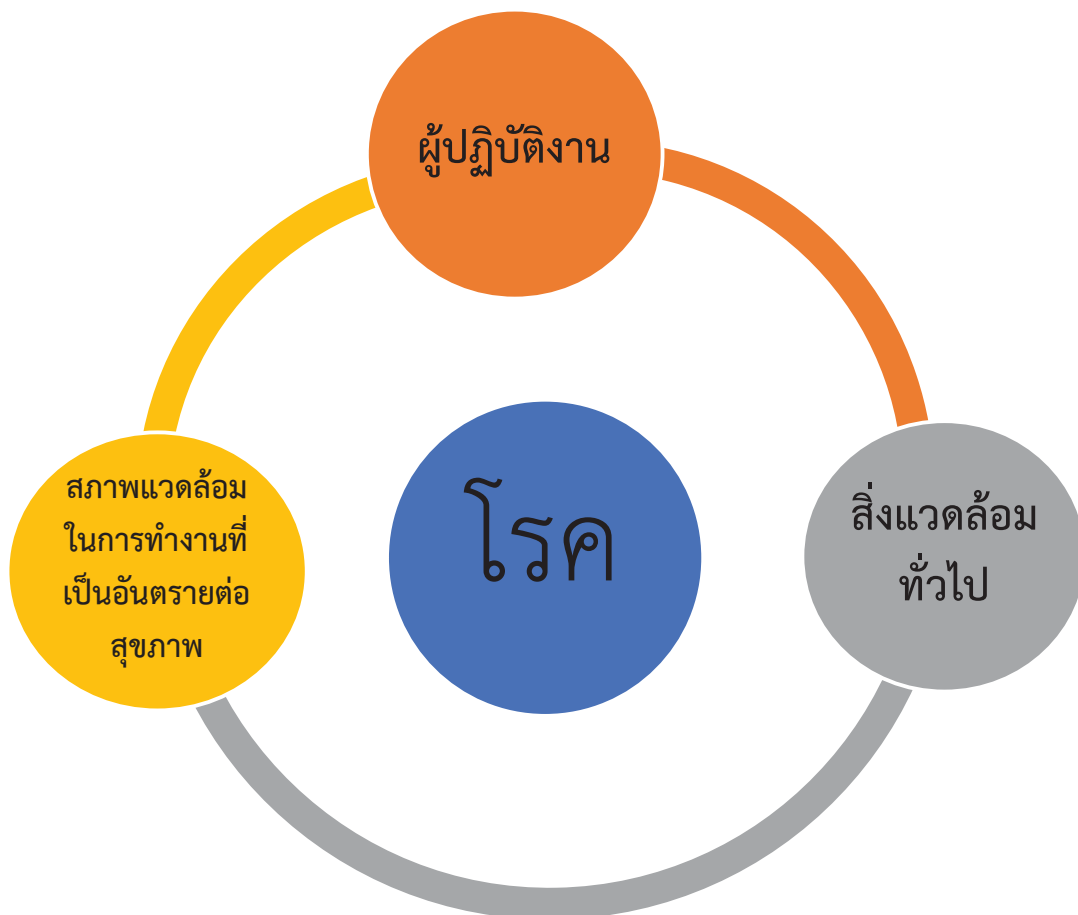 ผู้ปฏิบัติงาน
สภาพแวดล้อม
ในการทำงานที่
เป็นอันตรายต่อ
สุขภาพ
โรค
สิ่งแวดล้อม
ทั่วไป